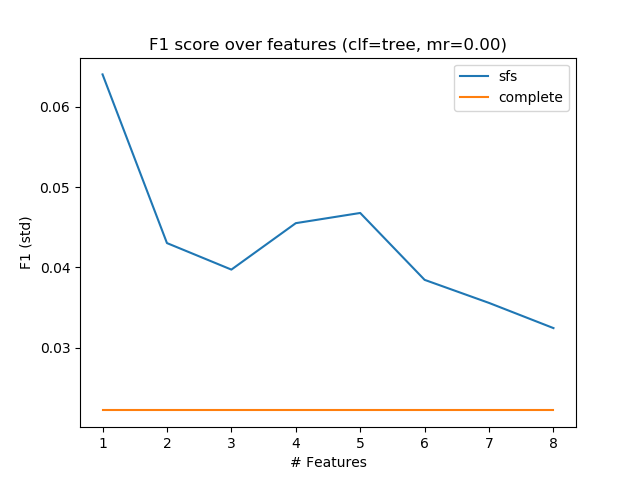 F1 score over features (clf=tree, mr=0.00)
sfs
complete
0.06
0.05
0.04
0.03
F1 (std)
1 2 3 4 5 6 7 8
# Features